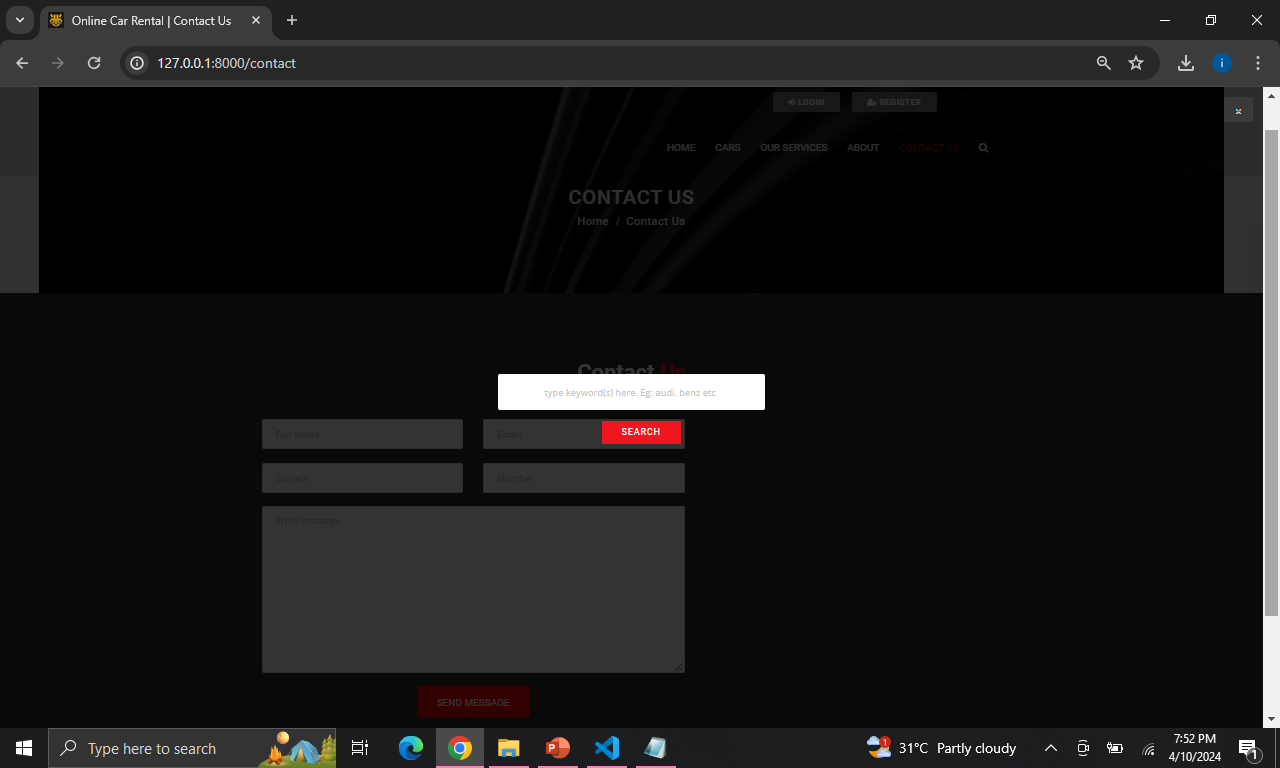 Online Car Rental | Contact Us
127.0.0.1:8000/contact
LOGIN
REGISTER
HOME
CARS
OUR SERVICES
ABOUT
CONTACT US
CONTACT US
Home / Contact Us
Contact Us
type keyword(s) here. Eg: audi, benz etc
SEARCH
Full Name
Email
Subject
Number
Write message
SEND MESSAGE
Type here to search
31°C Partly cloudy
7:52 PM
4/10/2024